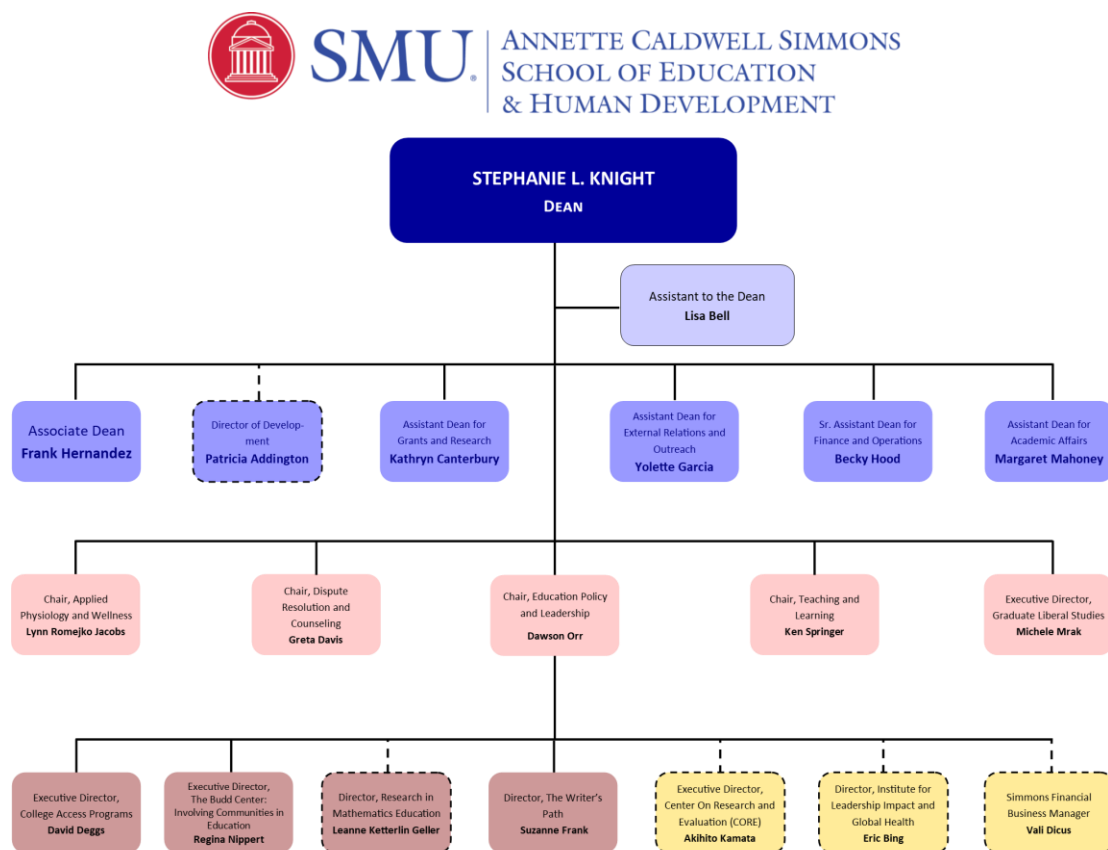 SMU.
ANNETTE CALDWELL SIMMONS
SCHOOL OF EDUCATION
& HUMAN DEVELOPMENT
STEPHANIE L. KNIGHT
DEAN
Assistant to the Dean
Lisa Bell
Associate Dean
Frank Hernandez
Director of Develop-
ment
Patricia Addington
Assistant Dean for
Grants and Research
Kathryn Canterbury
Assistant Dean for
External Relations and
Outreach
Yolette Garcia
Sr. Assistant Dean for
Finance and Operations
Becky Hood
Assistant Dean for
Academic Affairs
Margaret Mahoney
Chair, Applied
Physiology and Wellness
Lynn Romejko Jacobs
Chair, Dispute
Resolution and
Counseling
Greta Davis
Chair, Education Policy
and Leadership
Dawson Orr
Chair, Teaching and
Learning
Ken Springer
Executive Director,
Graduate Liberal Studies
Michele Mrak
Executive Director,
College Access Programs
David Deggs
Executive Director,
The Budd Center:
Involving Communities in
Education
Regina Nippert
Director, Research in
Mathematics Education
Leanne Ketterlin Geller
Director, The Writer's
Path
Suzanne Frank
Executive Director,
Center On Research and
Evaluation (CORE)
Akihito Kamata
Director, Institute for
Leadership Impact and
Global Health
Eric Bing
Simmons Financial
Business Manager
Vali Dicus